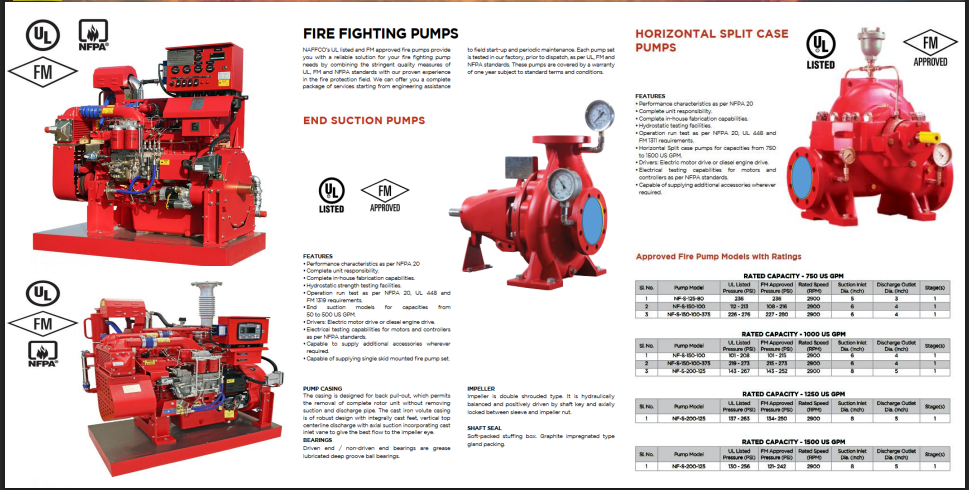 UL
NFPA
FM
FIRE FIGHTING PUMPS
NAFFCO's UL listed and FM approved fire pumps provide
you with a reliable solution for your fire fighting pump
needs by combining the stringent quality measures of
UL, FM and NFPA standards with our proven experience
in the fire protection field. We can offer you a complete
package of services starting from engineering assistance
to field start-up and periodic maintenance. Each pump set
is tested in our factory, prior to dispatch, as per UL, FM and
NFPA standards. These pumps are covered by a warranty
of one year subject to standard terms and conditions.
END SUCTION PUMPS
UL
LISTED
FM
APPROVED
FEATURES
• Performance characteristics as per NFPA 20
• Complete unit responsibility.
• Complete in-house fabrication capabilities.
• Hydrostatic strength testing facilities.
• Operation run test as per NFPA 20, UL 448 and
FM 1319 requirements.
• End suction models for capacities from
50 to 500 US GPM.
• Drivers: Electric motor drive or diesel engine drive.
• Electrical testing capabilities for motors and controllers
as per NFPA standards.
• Capable to supply additional accessories wherever
required.
• Capable of supplying single skid mounted fire pump set.
UL
FM
NFPA
PUMP CASING
The casing is designed for back pull-out, which permits
the removal of complete rotor unit without removing
suction and discharge pipe. The cast iron volute casing
is of robust design with integrally cast feet, vertical top
centerline discharge with axial suction incorporating cast
inlet vane to give the best flow to the impeller eye.
BEARINGS
Driven end / non-driven end bearings are grease
lubricated deep groove ball bearings.
IMPELLER
Impeller is double shrouded type. It is hydraulically
balanced and positively driven by shaft key and axially
locked between sleeve and impeller nut.
SHAFT SEAL
Soft-packed stuffing box. Graphite impregnated type
gland packing.
HORIZONTAL SPLIT CASE
PUMPS
UL
LISTED
FM
APPROVED
FEATURES
• Performance characteristics as per NFPA 20
• Complete unit responsibility.
• Complete in-house fabrication capabilities.
• Hydrostatic testing facilities.
• Operation run test as per NFPA 20, UL 448 and
FM 1311 requirements.
• Horizontal Split case pumps for capacities from 750
to 1500 US GPM.
• Drivers: Electric motor drive or diesel engine drive.
• Electrical testing capabilities for motors and
controllers as per NFPA standards.
• Capable of supplying additional accessories wherever
required.
Approved Fire Pump Models with Ratings
RATED CAPACITY - 750 US GPM
Sl. No. Pump Model UL Listed Pressure (PSI) FM Approved Pressure (PSI) Rated Speed (RPM) Suction Inlet Dia. (Inch) Discharge Outlet Dia. (Inch) Stage(s)
1 NF-S-125-80 236 236 2900 5 3 1
2 NF-S-150-100 112 - 213 108 - 216 2900 6 4 1
3 NF-S-150-100-375 226 - 276 227 - 280 2900 6 4 1
RATED CAPACITY - 1000 US GPM
Sl. No. Pump Model UL Listed Pressure (PSI) FM Approved Pressure (PSI) Rated Speed (RPM) Suction Inlet Dia. (Inch) Discharge Outlet Dia. (Inch) Stage(s)
1 NF-S-150-100 101 - 208 101 - 215 2900 6 4 1
2 NF-S-150-100-375 219 - 273 215 - 273 2900 6 4 1
3 NF-S-200-125 143 - 267 143 - 252 2900 8 5 1
RATED CAPACITY - 1250 US GPM
Sl. No. Pump Model UL Listed Pressure (PSI) FM Approved Pressure (PSI) Rated Speed (RPM) Suction Inlet Dia. (Inch) Discharge Outlet Dia. (Inch) Stage(s)
1 NF-S-200-125 137 - 263 134 - 250 2900 8 5 1
RATED CAPACITY - 1500 US GPM
Sl. No. Pump Model UL Listed Pressure (PSI) FM Approved Pressure (PSI) Rated Speed (RPM) Suction Inlet Dia. (Inch) Discharge Outlet Dia. (Inch) Stage(s)
1 NF-S-200-125 130 - 256 121- 242 2900 8 5 1